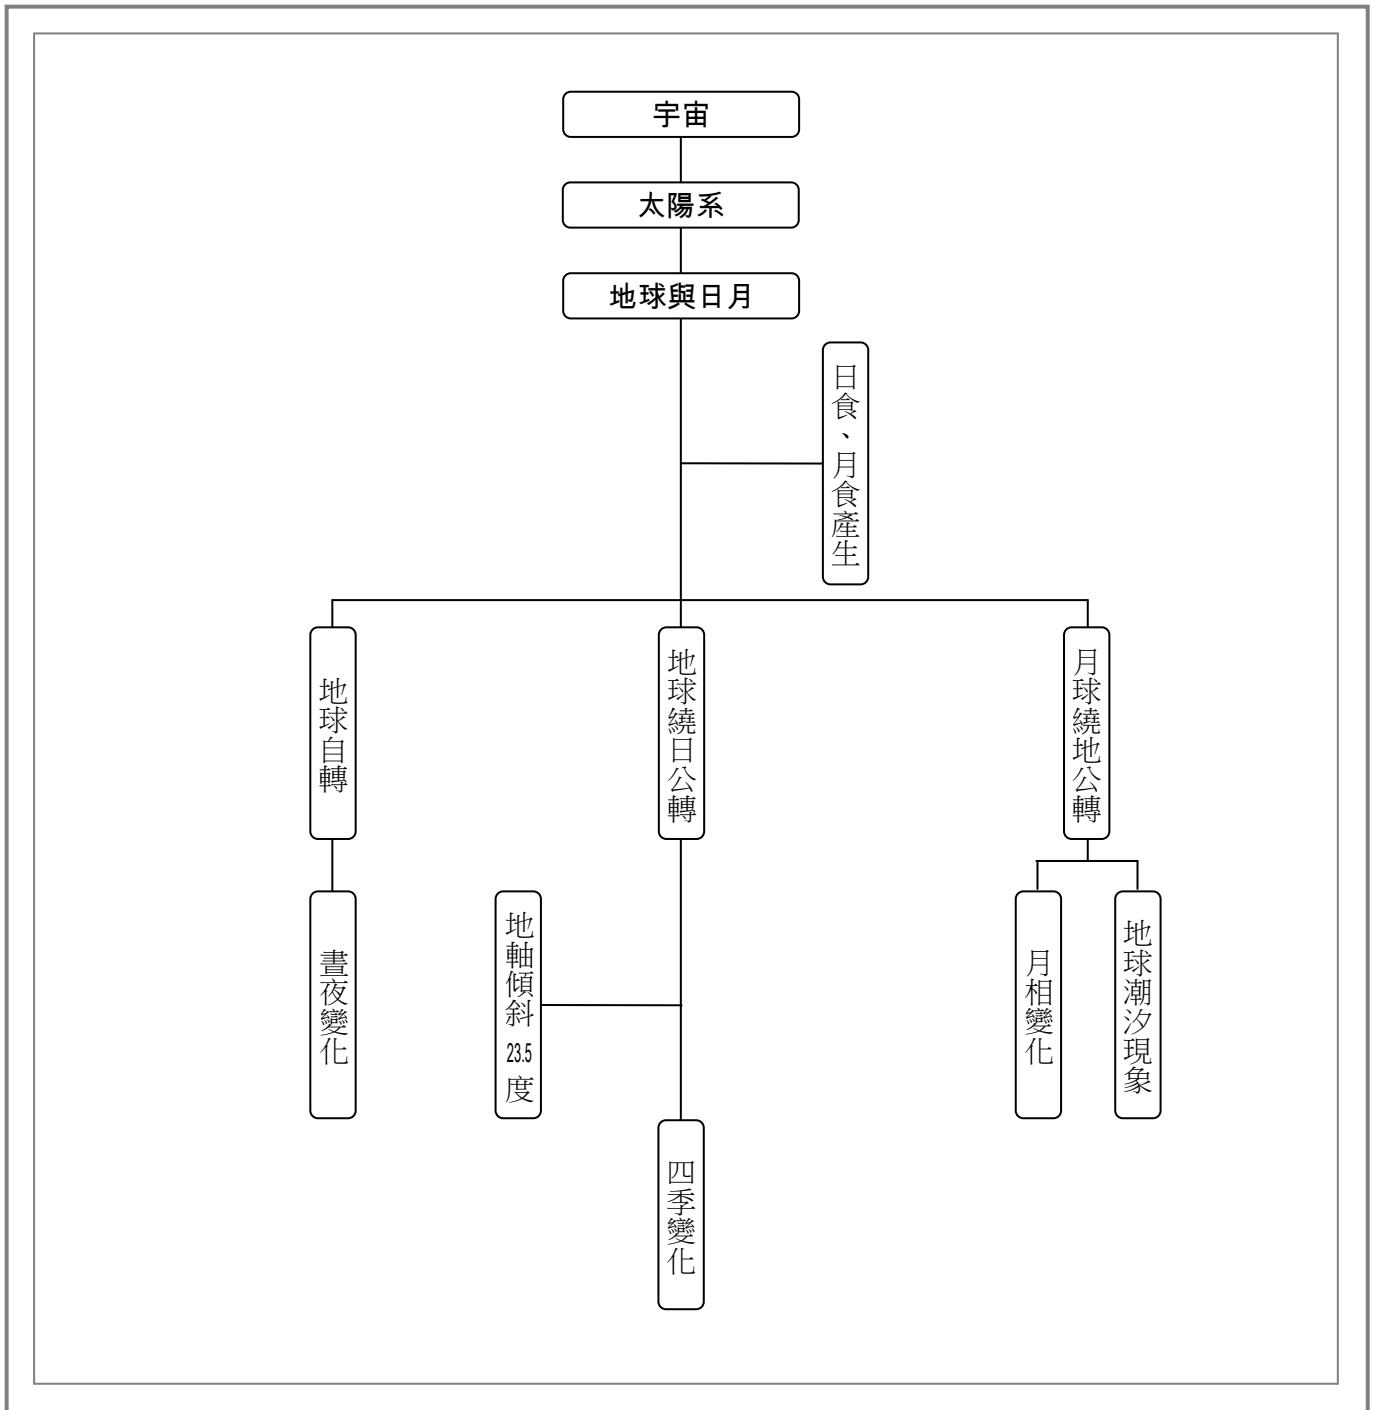 宇宙
太陽系
地球與日月
日食、月食產生
地球自轉
地球繞日公轉
月球繞地公轉
晝夜變化
地軸傾斜23.5度
月相變化
地球潮汐現象
四季變化